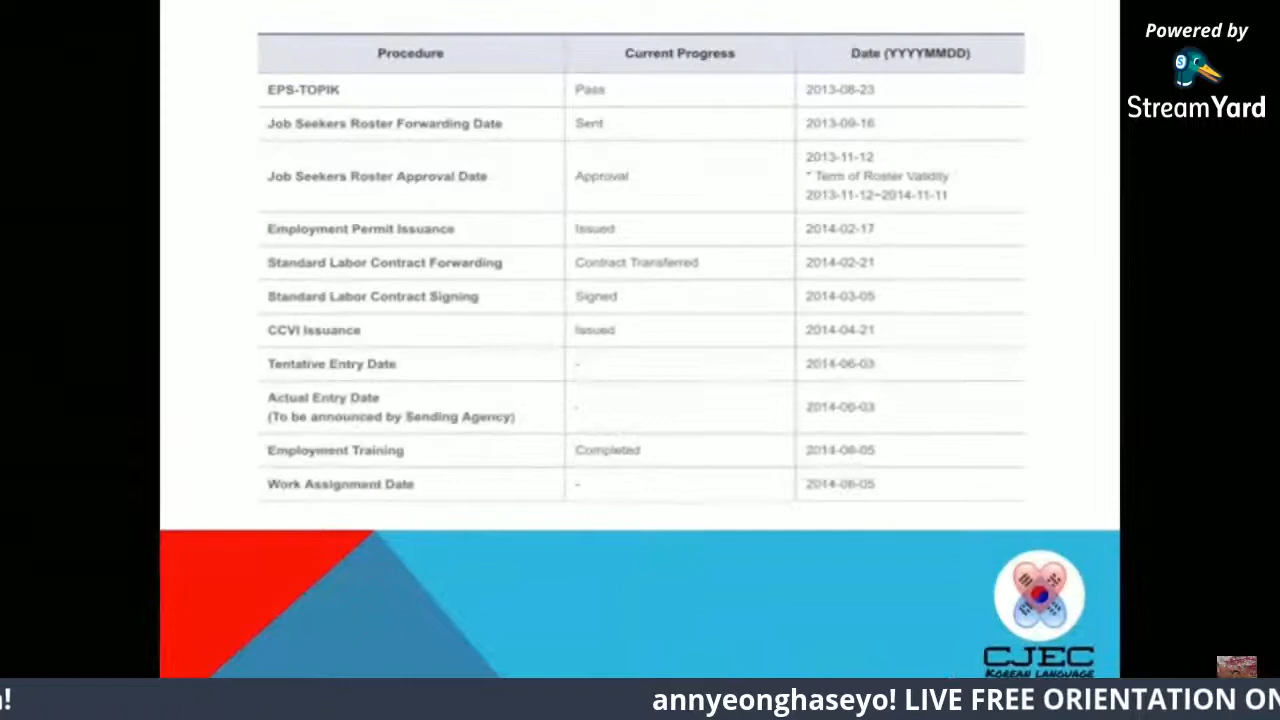 Powered by
StreamYard
Procedure Current Progress Date (YYYYMMDD)
EPS-TOPIK Pass 2013-08-23
Job Seekers Roster Forwarding Date Sent 2013-09-16
Job Seekers Roster Approval Date Approval 2013-11-12
* Term of Roster Validity
2013-11-12~2014-11-11
Employment Permit Issuance Issued 2014-02-17
Standard Labor Contract Forwarding Contract Transferred 2014-02-21
Standard Labor Contract Signing Signed 2014-03-05
CCVI Issuance Issued 2014-04-21
Tentative Entry Date - 2014-06-03
Actual Entry Date
(To be announced by Sending Agency) - 2014-06-03
Employment Training Completed 2014-06-05
Work Assignment Date - 2014-06-05
CJEC
KOREAN LANGUAGE
! annyeonghaseyo! LIVE FREE ORIENTATION ON